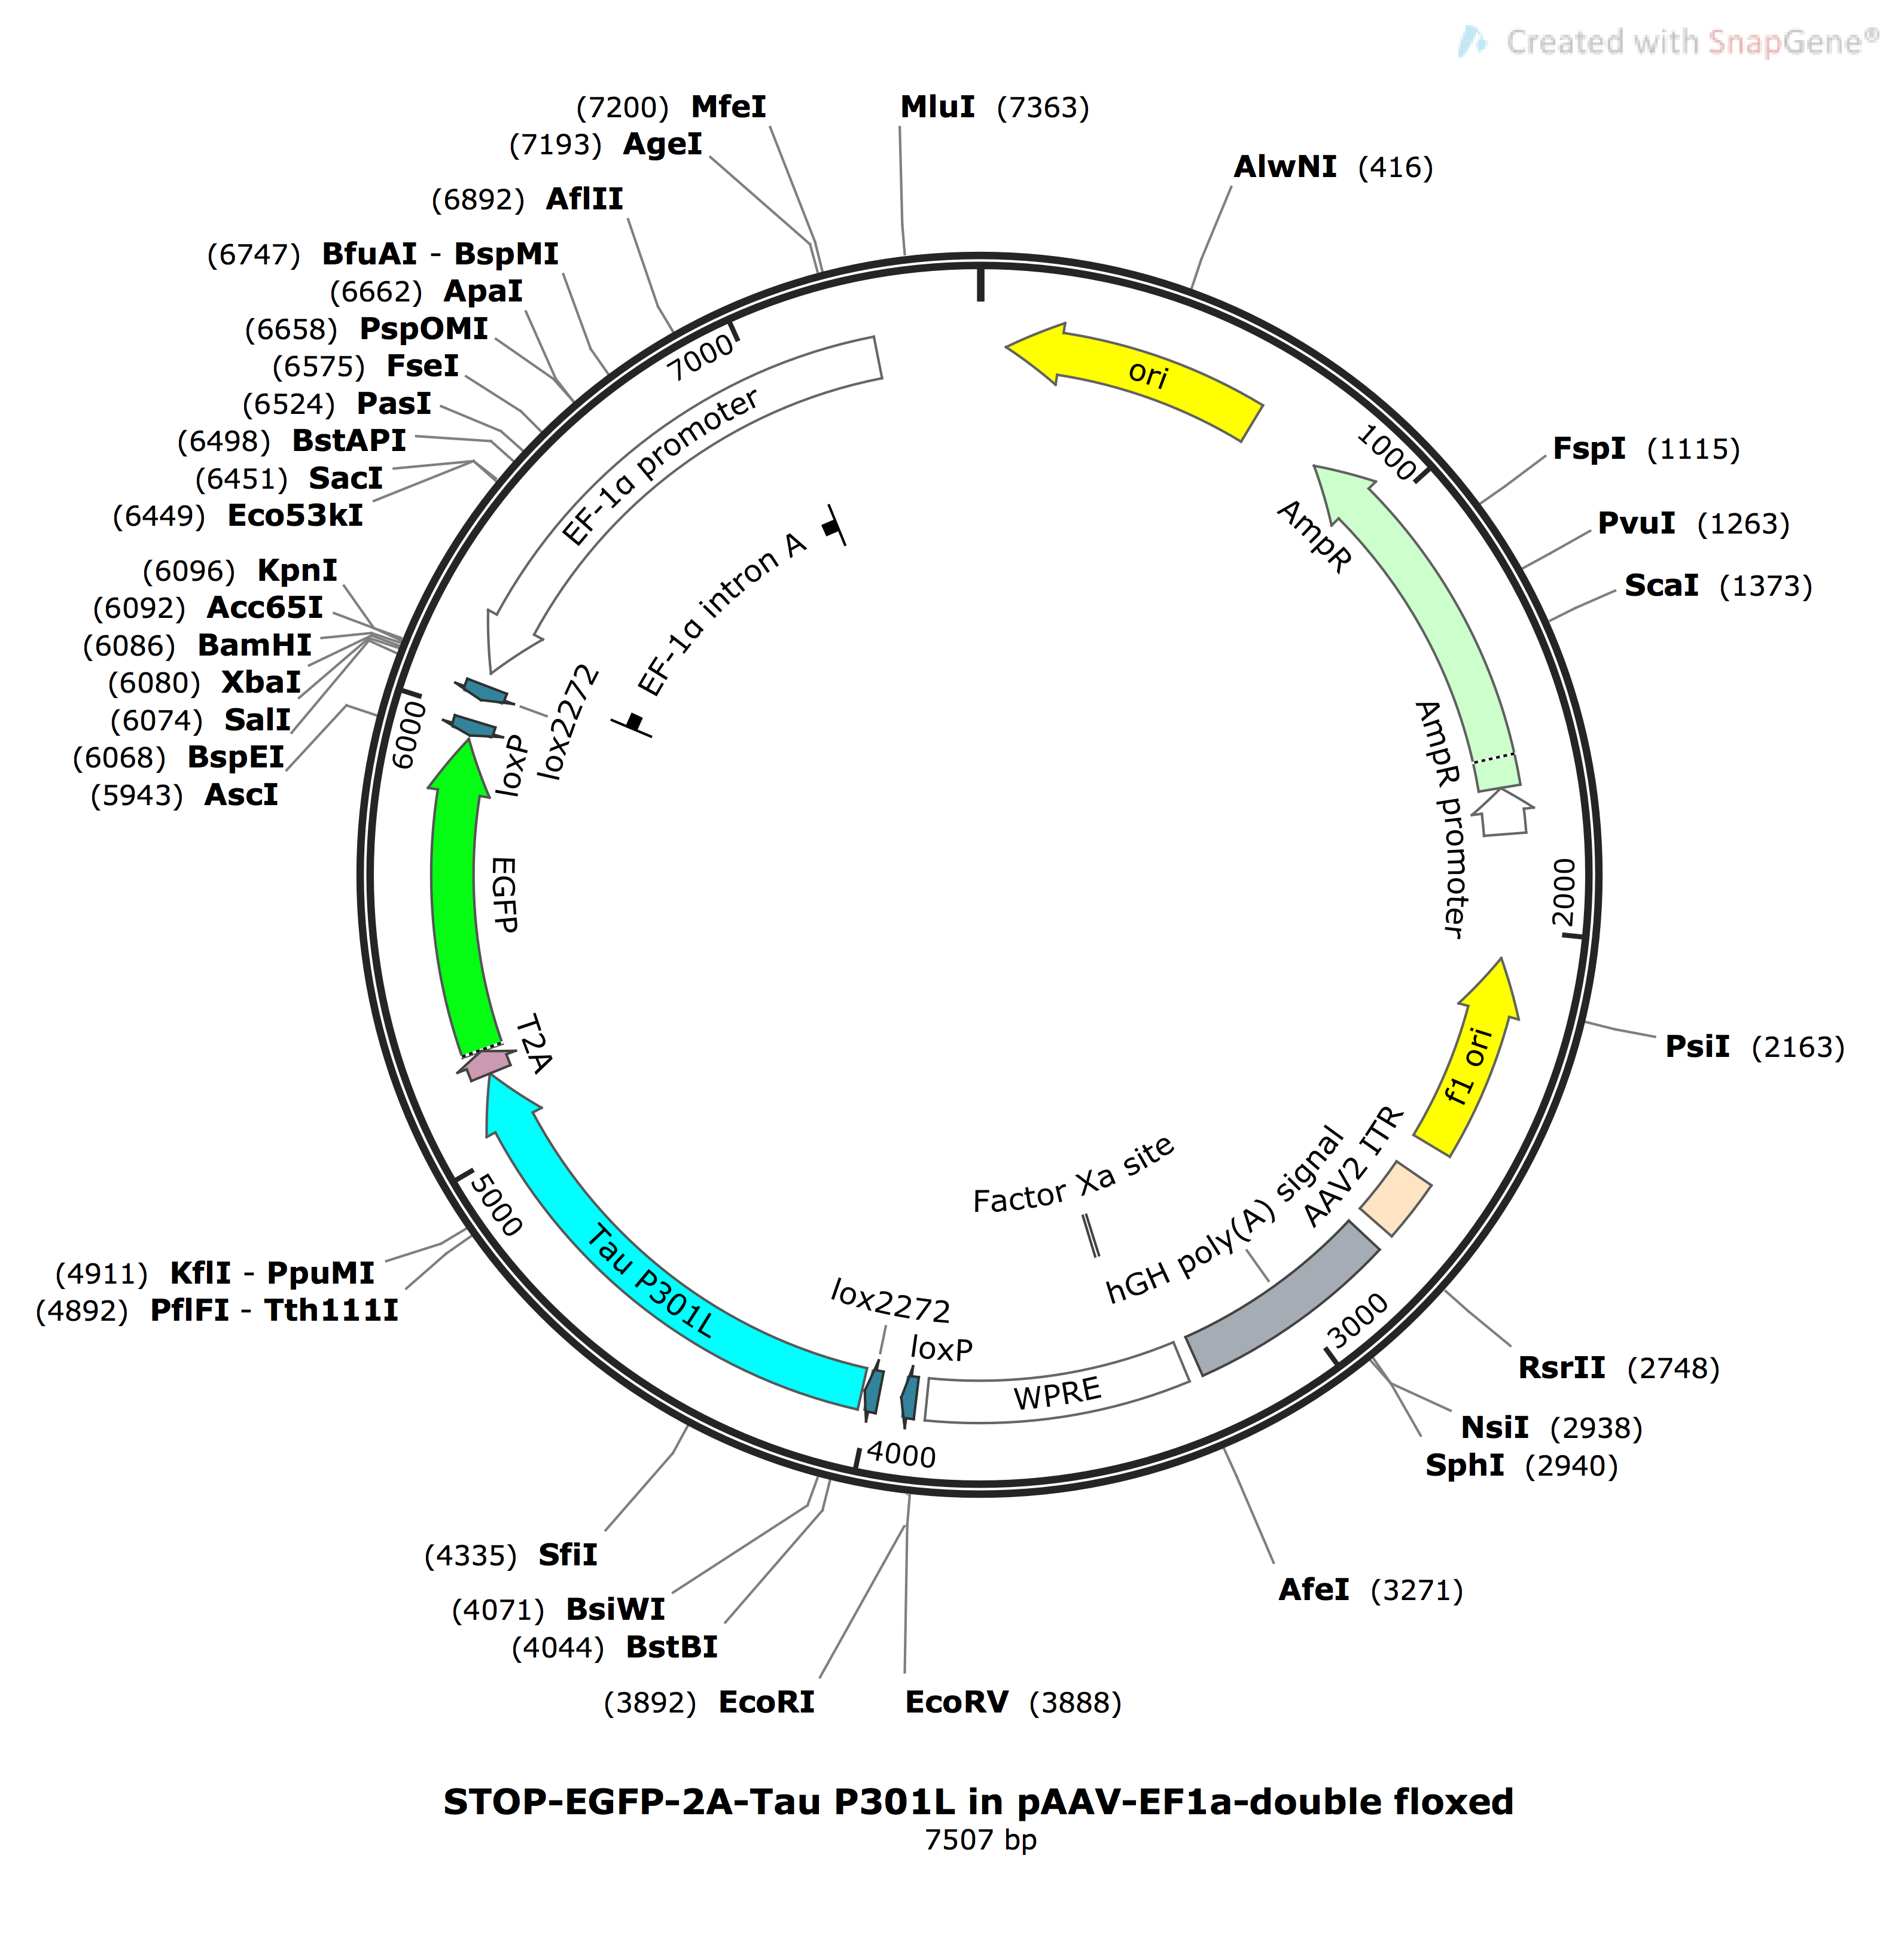 Created with SnapGene®
(7200) MfeI
MluI (7363)
(7193) AgeI
AlwNI (416)
(6892) AflII
(6747) BfuAI - BspMI
(6662) ApaI
(6658) PspOMI
(6575) FseI
(6524) PasI
(6498) BstAPI
(6451) SacI
(6449) Eco53kI
(6096) KpnI
(6092) Acc65I
(6086) BamHI
(6080) XbaI
(6074) SalI
(6068) BspEI
(5943) AscI
FspI (1115)
PvuI (1263)
ScaI (1373)
PsiI (2163)
RsrII (2748)
NsiI (2938)
SphI (2940)
AfeI (3271)
EcoRV (3888)
(3892) EcoRI
(4044) BstBI
(4071) BsiWI
(4335) SfiI
(4892) PflFI - Tth111I
(4911) KflI - PpuMI
1000
2000
3000
4000
5000
6000
7000
ori
AmpR
AmpR promoter
f1 ori
AAV2 ITR
hGH poly(A) signal
Factor Xa site
WPRE
loxP
lox2272
Tau P301L
T2A
EGFP
loxP
lox2272
EF-1α promoter
EF-1α intron A
STOP-EGFP-2A-Tau P301L in pAAV-EF1a-double floxed
7507 bp